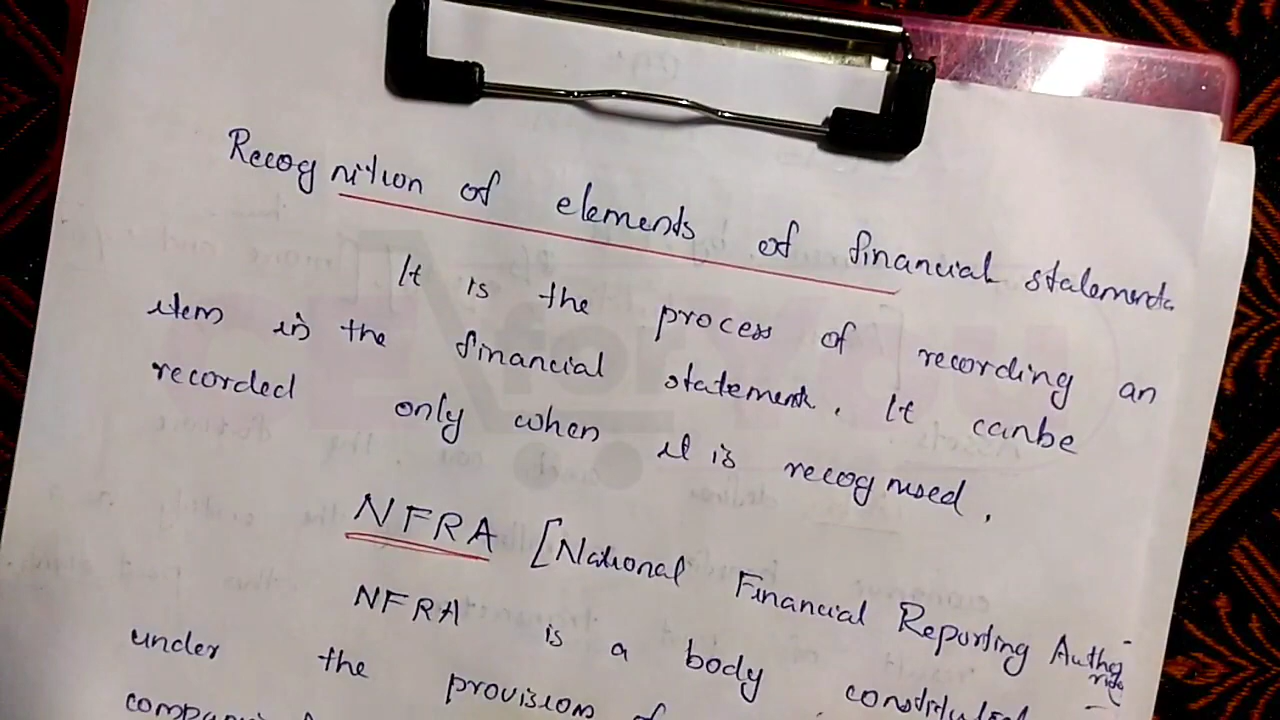 Recognition of elements of financial statements
It is the process of recording an
item in the financial statement. It canbe
recorded only when it is recognised.
NFRA [National Financial Reporting Authority
NFRA is a body constituted
under the provision of